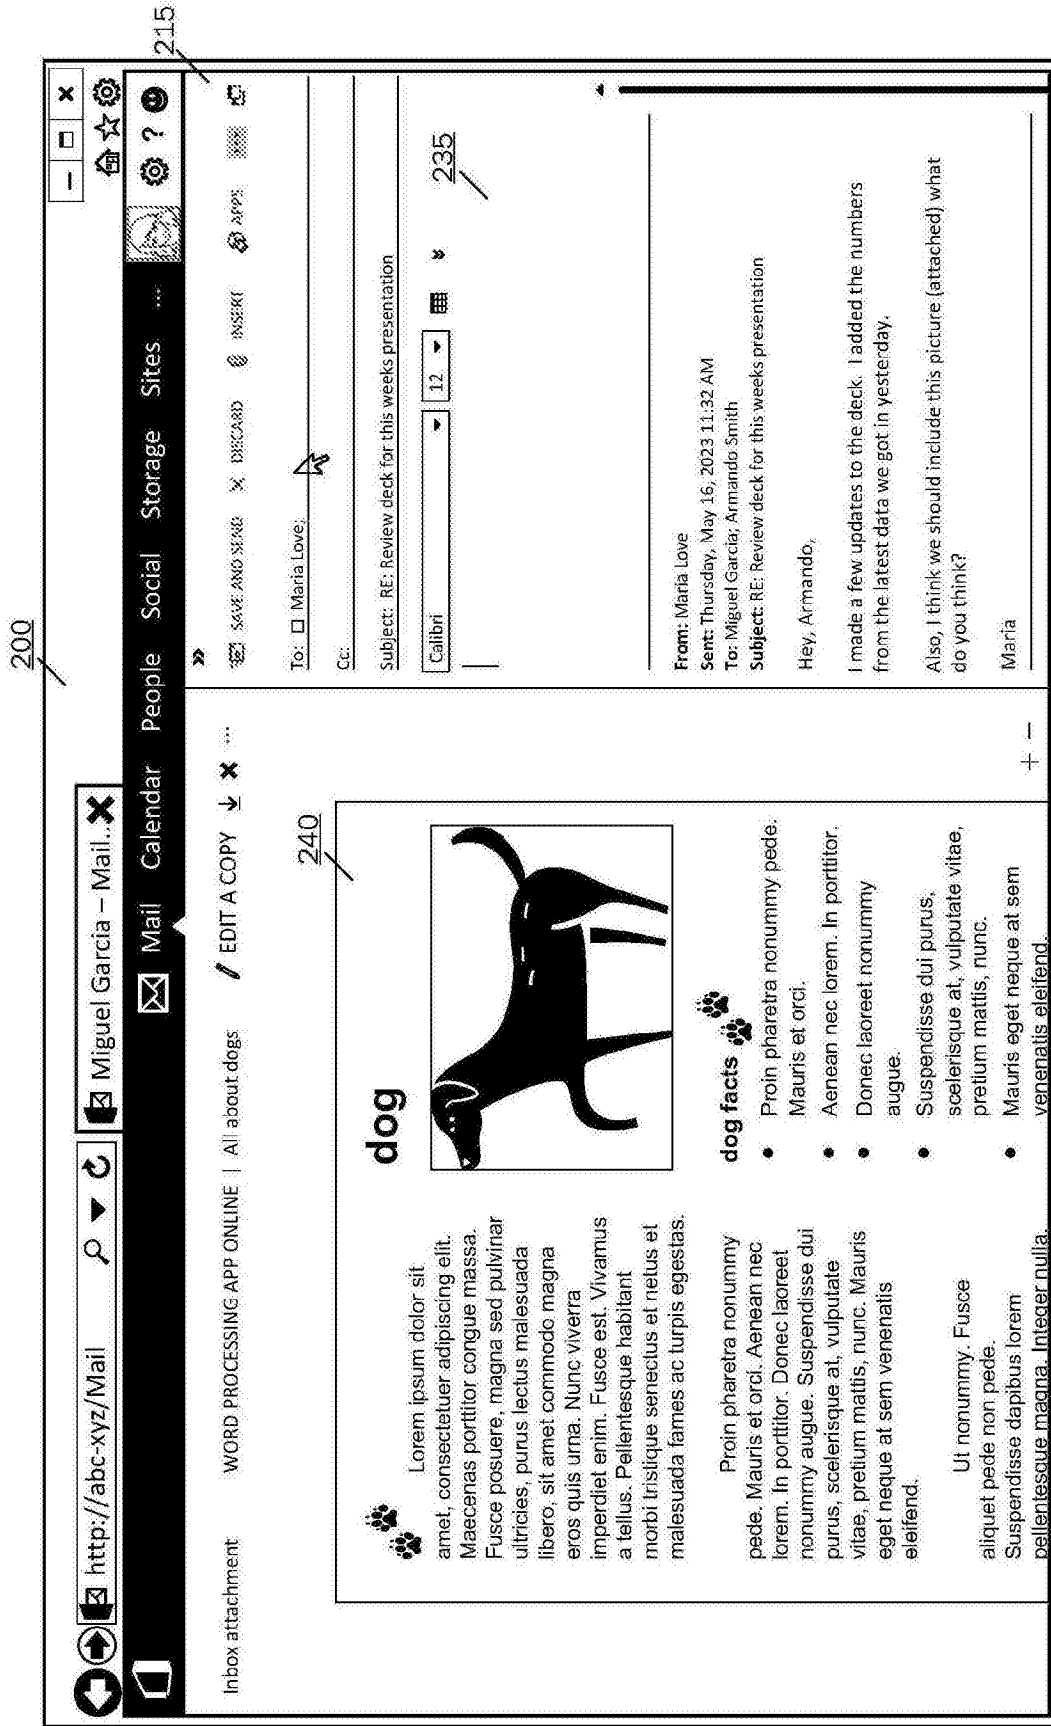 200
http://abc-xyz/Mail
Miguel Garcia – Mail..
Mail Calendar People Social Storage Sites ... ?
215
Inbox attachment
WORD PROCESSING APP ONLINE | All about dogs
EDIT A COPY ...
240
dog
Lorem ipsum dolor sit
amet, consectetuer adipiscing elit.
Maecenas porttitor congue massa.
Fusce posuere, magna sed pulvinar
ultricies, purus lectus malesuada
libero, sit amet commodo magna
eros quis urna. Nunc viverra
imperdiet enim. Fusce est. Vivamus
a tellus. Pellentesque habitant
morbi tristique senectus et netus et
malesuada fames ac turpis egestas.
Proin pharetra nonummy
pede. Mauris et orci. Aenean nec
lorem. In porttitor. Donec laoreet
nonummy augue. Suspendisse dui
purus, scelerisque at, vulputate
vitae, pretium mattis, nunc. Mauris
eget neque at sem venenatis
eleifend.
Ut nonummy. Fusce
aliquet pede non pede.
Suspendisse dapibus lorem
pellentesque magna. Integer nulla.
dog facts
• Proin pharetra nonummy pede.
Mauris et orci.
• Aenean nec lorem. In porttitor.
• Donec laoreet nonummy
augue.
• Suspendisse dui purus,
scelerisque at, vulputate vitae,
pretium mattis, nunc.
• Mauris eget neque at sem
venenatis eleifend.
+ −
SAVE AND SEND × DISCARD INSERT APPS
To: Maria Love;
Cc:
Subject: RE: Review deck for this weeks presentation
Calibri 12
235
From: Maria Love
Sent: Thursday, May 16, 2023 11:32 AM
To: Miguel Garcia; Armando Smith
Subject: RE: Review deck for this weeks presentation
Hey, Armando,
I made a few updates to the deck. I added the numbers
from the latest data we got in yesterday.
Also, I think we should include this picture (attached) what
do you think?
Maria